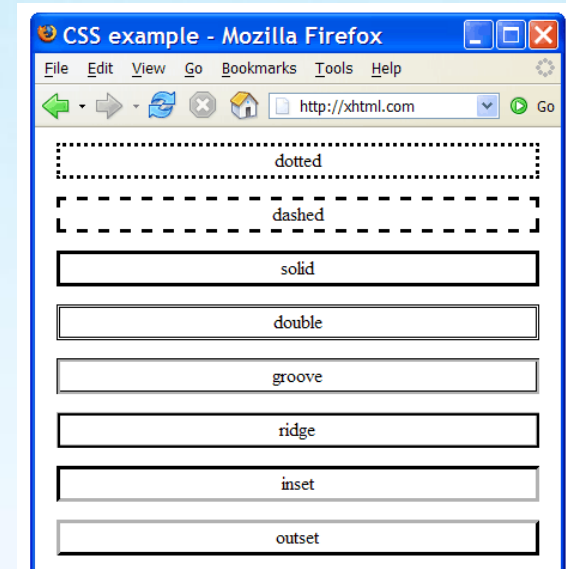 CSS example - Mozilla Firefox
File Edit View Go Bookmarks Tools Help
http://xhtml.com Go
dotted
dashed
solid
double
groove
ridge
inset
outset